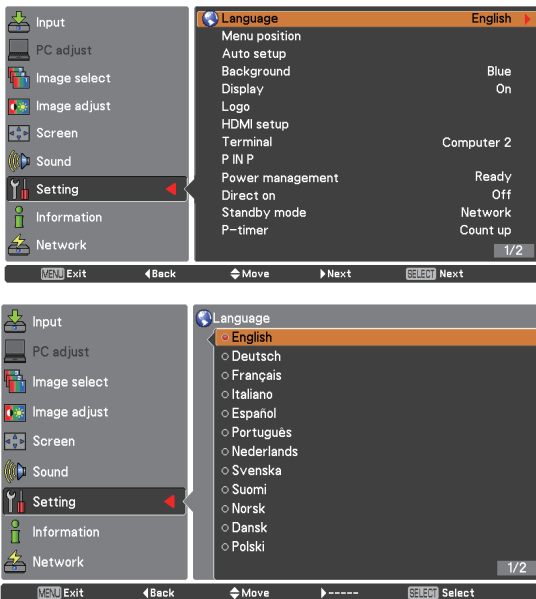 Input
PC adjust
Image select
Image adjust
Screen
Sound
Setting
Information
Network
Language English
Menu position
Auto setup
Background Blue
Display On
Logo
HDMI setup
Terminal Computer 2
P IN P
Power management Ready
Direct on Off
Standby mode Network
P-timer Count up
1/2
MENU Exit Back Move Next SELECT Next
Input
PC adjust
Image select
Image adjust
Screen
Sound
Setting
Information
Network
Language
English
Deutsch
Français
Italiano
Español
Português
Nederlands
Svenska
Suomi
Norsk
Dansk
Polski
1/2
MENU Exit Back Move ----- SELECT Select